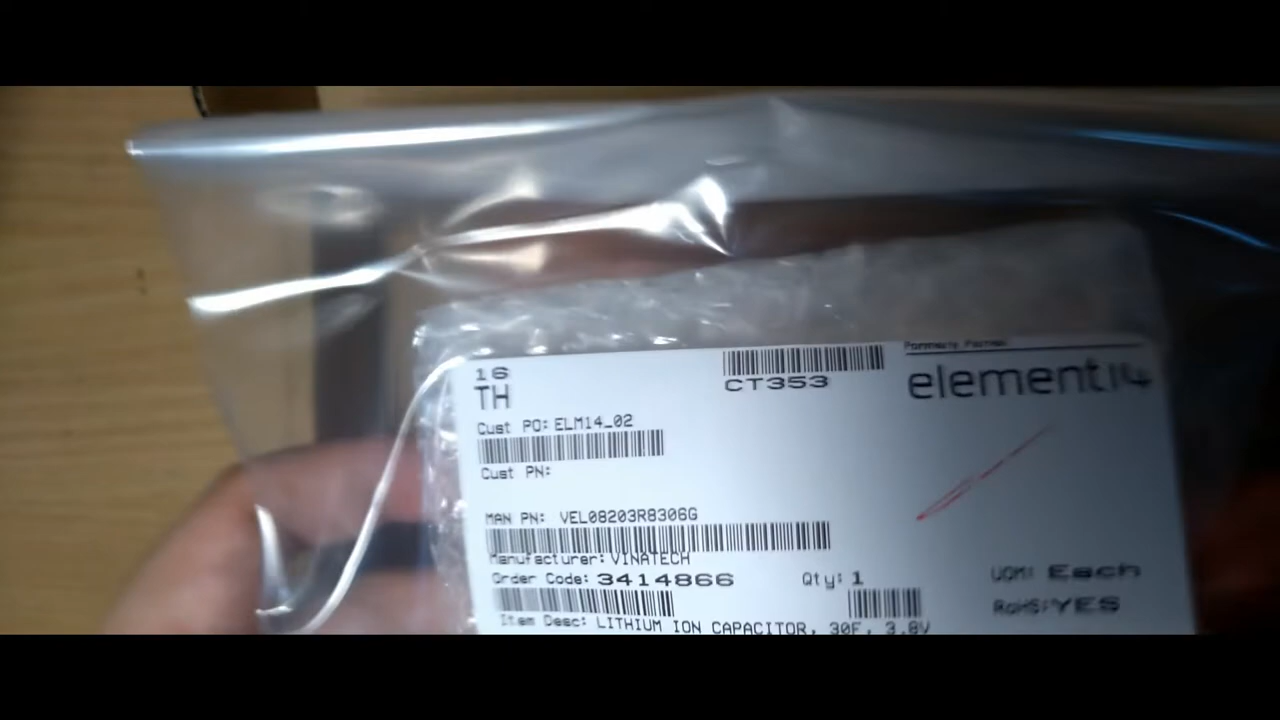 16
TH
CT353
element14
Cust PO: ELM14_02
Cust PN:
MAN PN: VEL08203R8306G
Manufacturer: VINATECH
Order Code: 3414866 Qty: 1
UOM: Each
RoHS: YES
Item Desc: LITHIUM ION CAPACITOR, 30F, 3.8V